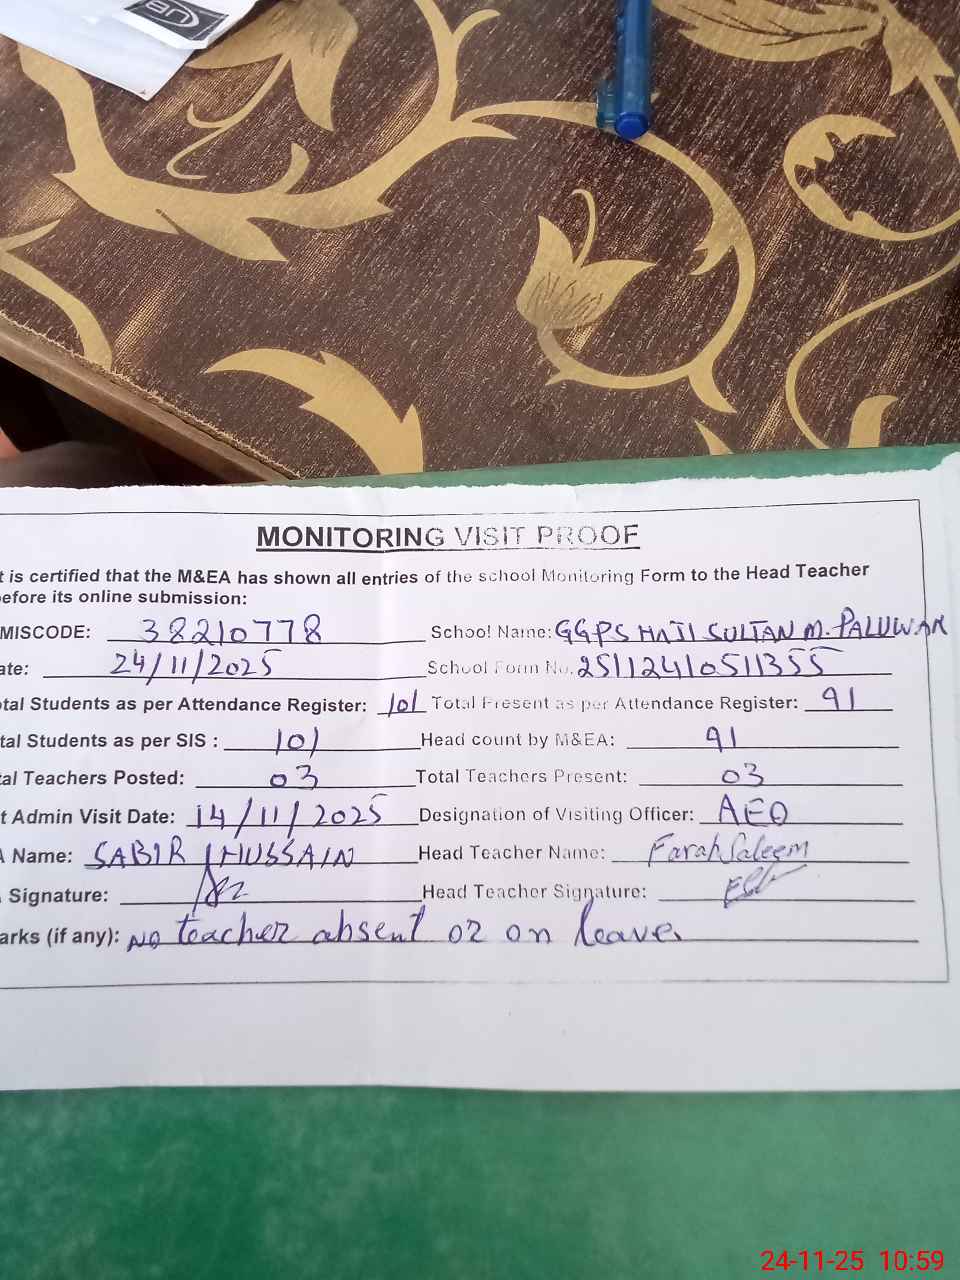 MONITORING VISIT PROOF
t is certified that the M&EA has shown all entries of the school Monitoring Form to the Head Teacher
efore its online submission:
MISCODE: 38210778 School Name: GGPS HAJI SULTAN M. PALUWAN
ate: 24/11/2025 School Form No. 25112410511355
otal Students as per Attendance Register: 101 Total Present as per Attendance Register: 91
tal Students as per SIS : 101 Head count by M&EA: 91
al Teachers Posted: 03 Total Teachers Present: 03
t Admin Visit Date: 14/11/2025 Designation of Visiting Officer: AEO
A Name: SABIR HUSSAIN Head Teacher Name: Farah Saleem
Signature: Head Teacher Signature:
arks (if any): NO teacher absent or on leave.
24-11-25 10:59